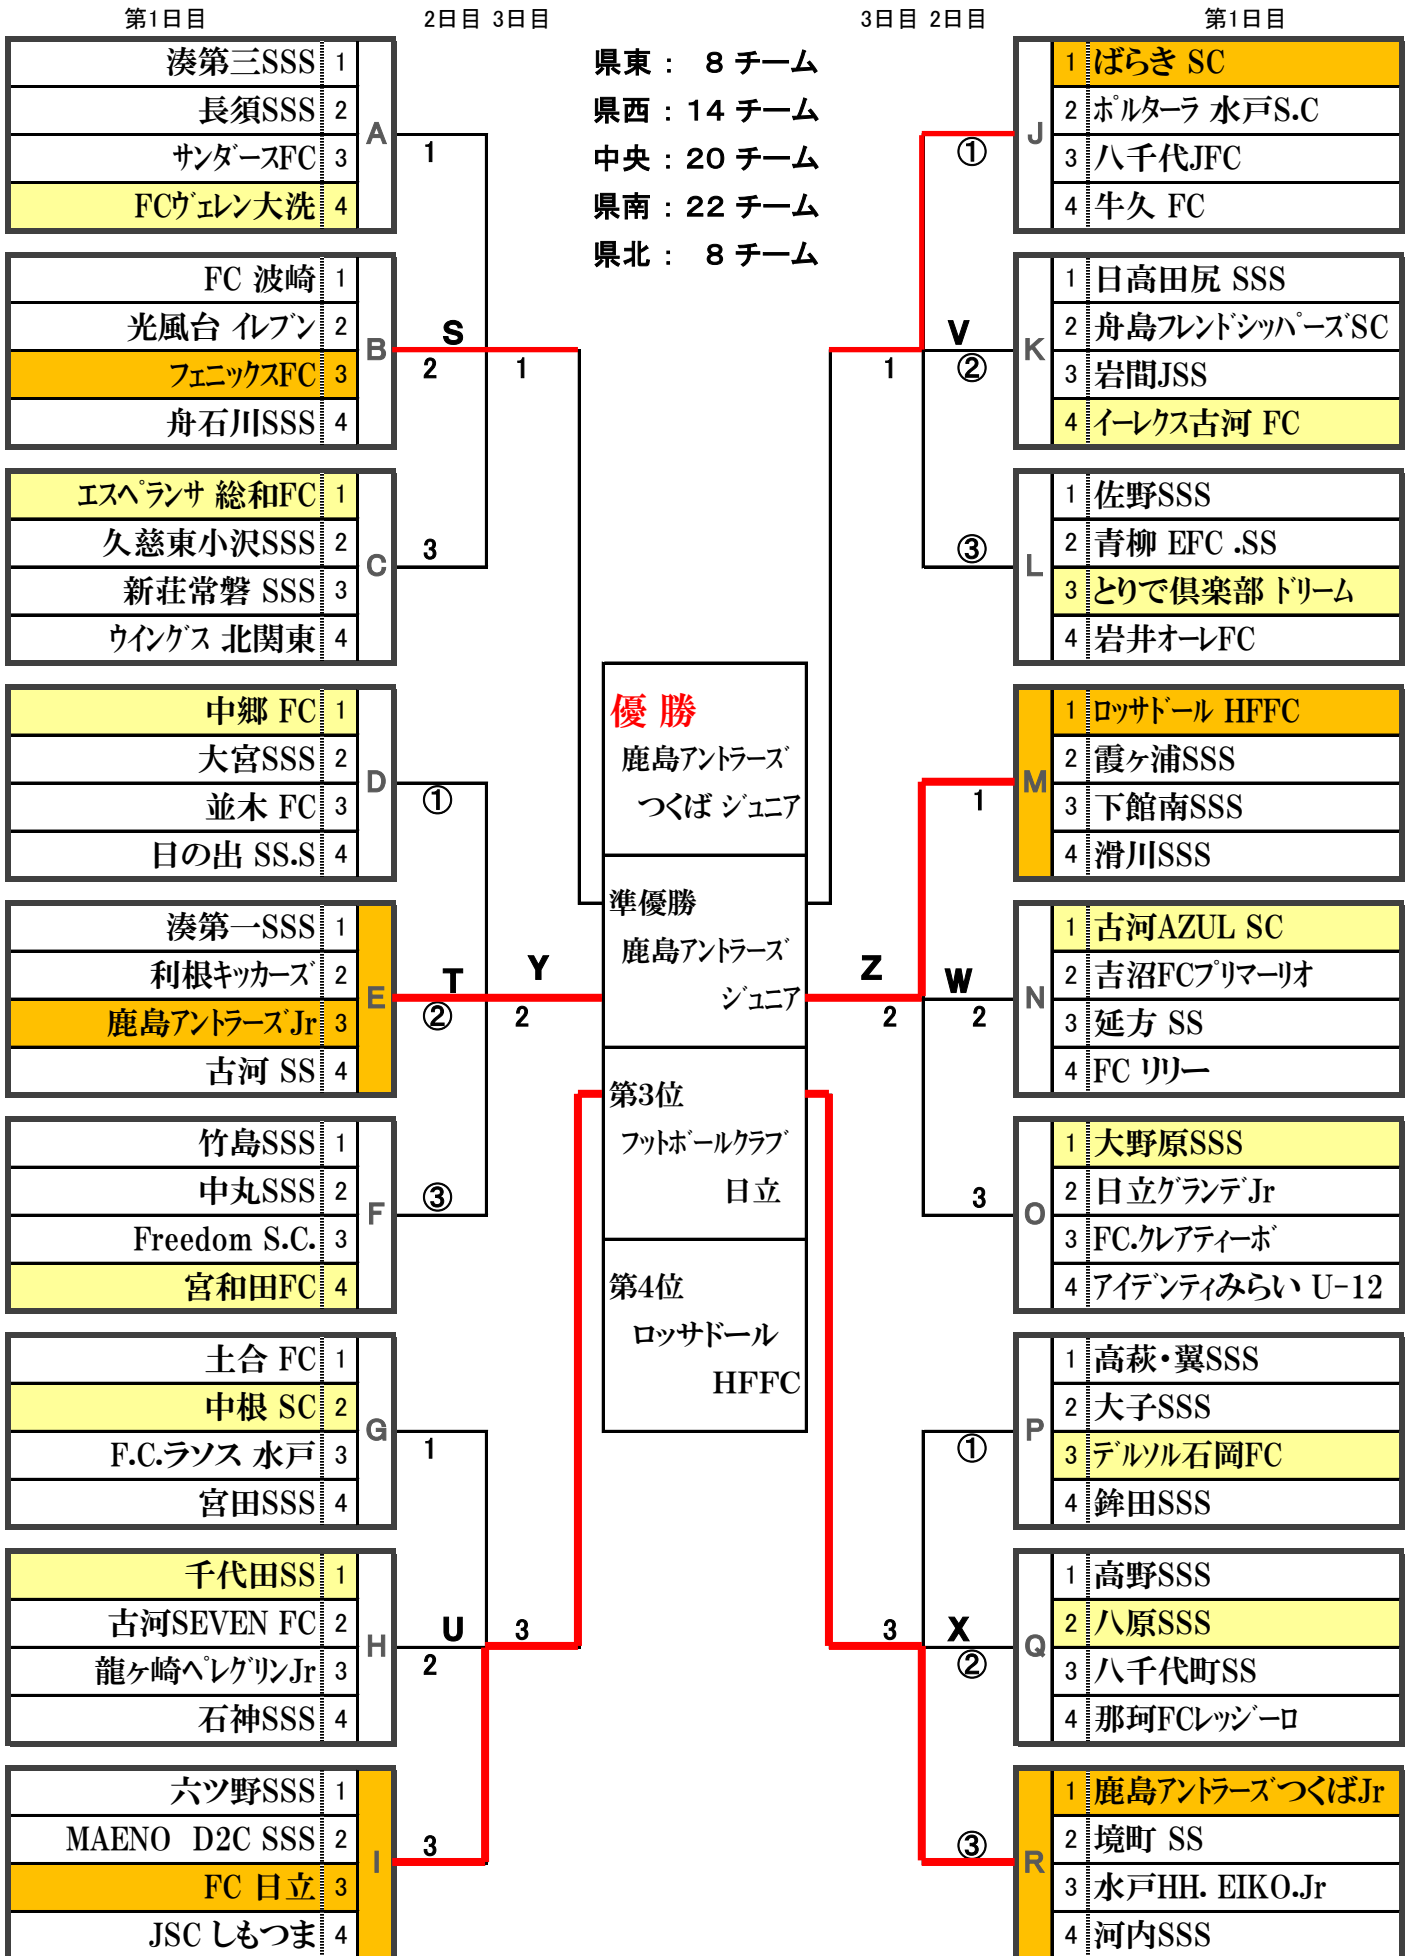 第1日目 2日目 3日目 3日目 2日目 第1日目
県東 : 8 チーム
県西 : 14 チーム
中央 : 20 チーム
県南 : 22 チーム
県北 : 8 チーム
湊第三SSS 1
長須SSS 2
サンダースFC 3
FCヴェレン大洗 4
A
1
FC 波崎 1
光風台 イレブン 2
フェニックスFC 3
舟石川SSS 4
B
S
2
1
エスペランサ 総和FC 1
久慈東小沢SSS 2
新荘常磐 SSS 3
ウイングス 北関東 4
C
3
中郷 FC 1
大宮SSS 2
並木 FC 3
日の出 SS.S 4
D
①
湊第一SSS 1
利根キッカーズ 2
鹿島アントラーズJr 3
古河 SS 4
E
T
②
Y
2
竹島SSS 1
中丸SSS 2
Freedom S.C. 3
宮和田FC 4
F
③
土合 FC 1
中根 SC 2
F.C.ラソス 水戸 3
宮田SSS 4
G
1
千代田SS 1
古河SEVEN FC 2
龍ヶ崎ペレグリンJr 3
石神SSS 4
H
U
2
3
六ツ野SSS 1
MAENO D2C SSS 2
FC 日立 3
JSC しもつま 4
I
3
優 勝
鹿島アントラーズ
つくば ジュニア
準優勝
鹿島アントラーズ
ジュニア
第3位
フットボールクラブ
日立
第4位
ロッサドール
HFFC
1 ばらき SC
2 ポルターラ 水戸S.C
3 八千代JFC
4 牛久 FC
J
①
1 日高田尻 SSS
2 舟島フレンドシッパーズSC
3 岩間JSS
4 イーレクス古河 FC
K
V
②
1
1 佐野SSS
2 青柳 EFC .SS
3 とりで倶楽部 ドリーム
4 岩井オーレFC
L
③
1 ロッサドール HFFC
2 霞ヶ浦SSS
3 下館南SSS
4 滑川SSS
M
1
1 古河AZUL SC
2 吉沼FCプリマーリオ
3 延方 SS
4 FC リリー
N
W
2
Z
2
1 大野原SSS
2 日立グランデJr
3 FC.クレアティーボ
4 アイデンティみらい U-12
O
3
1 高萩・翼SSS
2 大子SSS
3 デルソル石岡FC
4 鉾田SSS
P
①
1 高野SSS
2 八原SSS
3 八千代町SS
4 那珂FCレッジーロ
Q
X
②
3
1 鹿島アントラーズつくばJr
2 境町 SS
3 水戸HH. EIKO.Jr
4 河内SSS
R
③